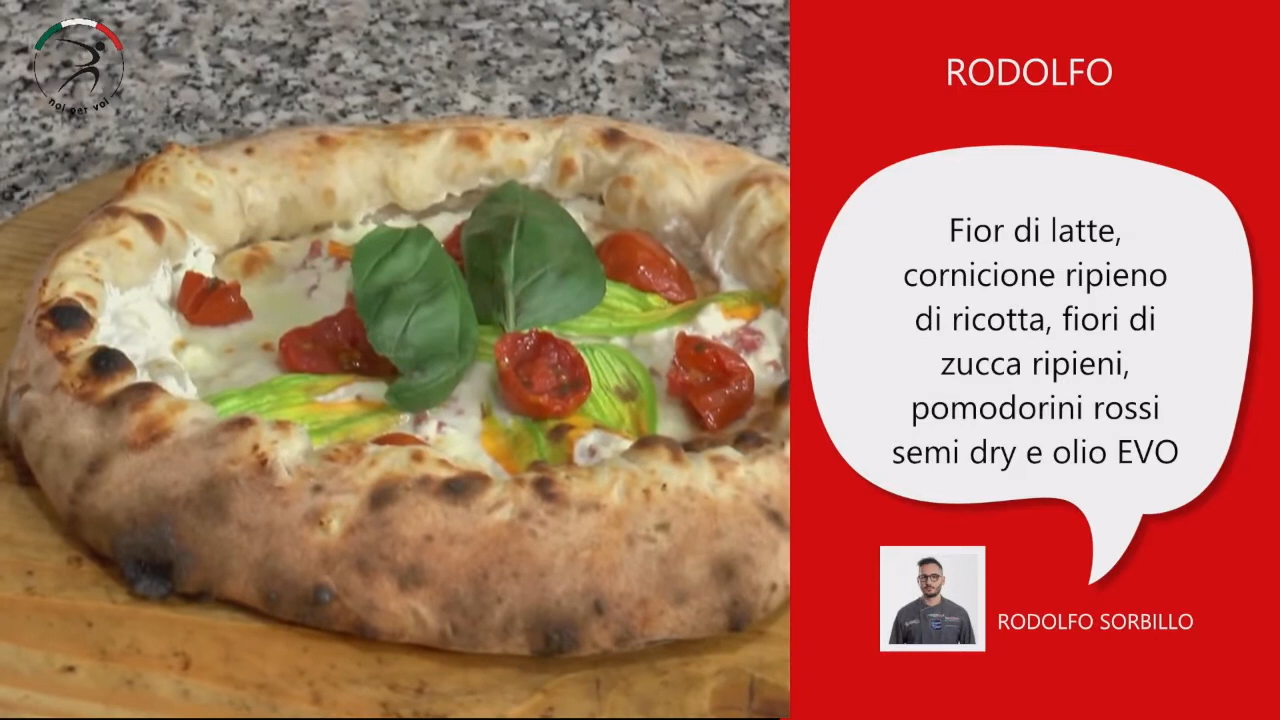 noi per voi
RODOLFO
Fior di latte,
cornicione ripieno
di ricotta, fiori di
zucca ripieni,
pomodorini rossi
semi dry e olio EVO
RODOLFO SORBILLO